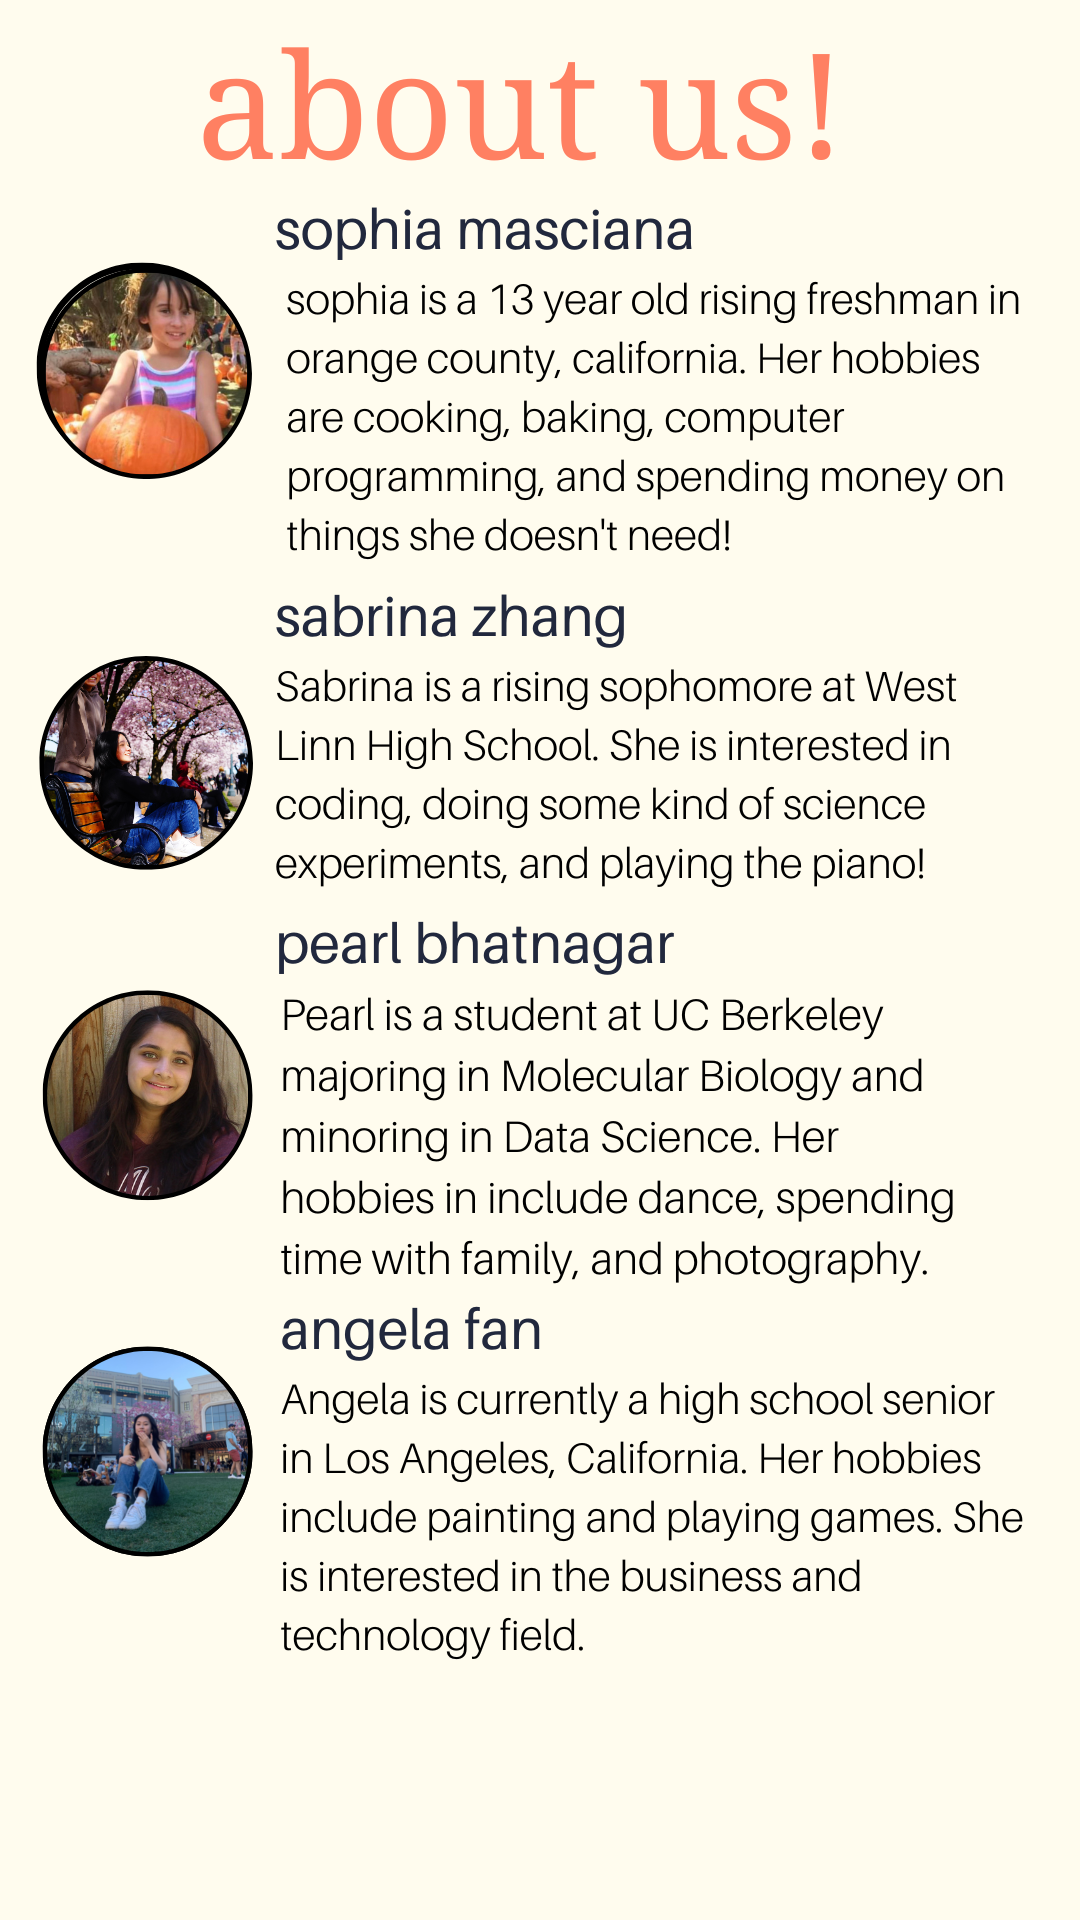 about us!
sophia masciana
sophia is a 13 year old rising freshman in
orange county, california. Her hobbies
are cooking, baking, computer
programming, and spending money on
things she doesn't need!
sabrina zhang
Sabrina is a rising sophomore at West
Linn High School. She is interested in
coding, doing some kind of science
experiments, and playing the piano!
pearl bhatnagar
Pearl is a student at UC Berkeley
majoring in Molecular Biology and
minoring in Data Science. Her
hobbies in include dance, spending
time with family, and photography.
angela fan
Angela is currently a high school senior
in Los Angeles, California. Her hobbies
include painting and playing games. She
is interested in the business and
technology field.